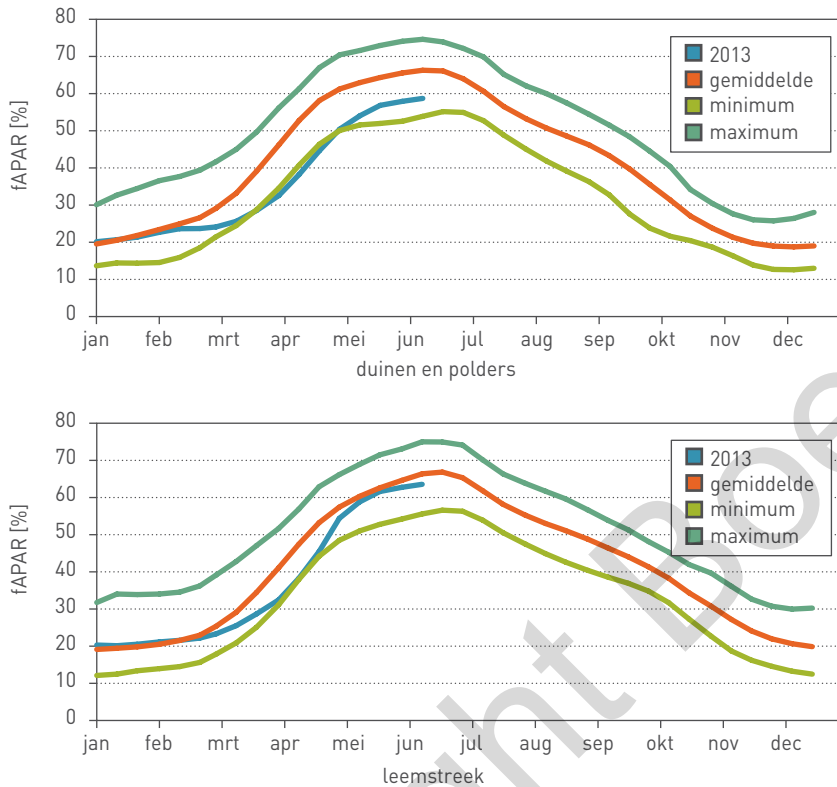 80
70
60
50
40
30
20
10
0
fAPAR [%]
2013
gemiddelde
minimum
maximum
jan feb mrt apr mei jun jul aug sep okt nov dec
duinen en polders
80
70
60
50
40
30
20
10
0
fAPAR [%]
2013
gemiddelde
minimum
maximum
jan feb mrt apr mei jun jul aug sep okt nov dec
leemstreek